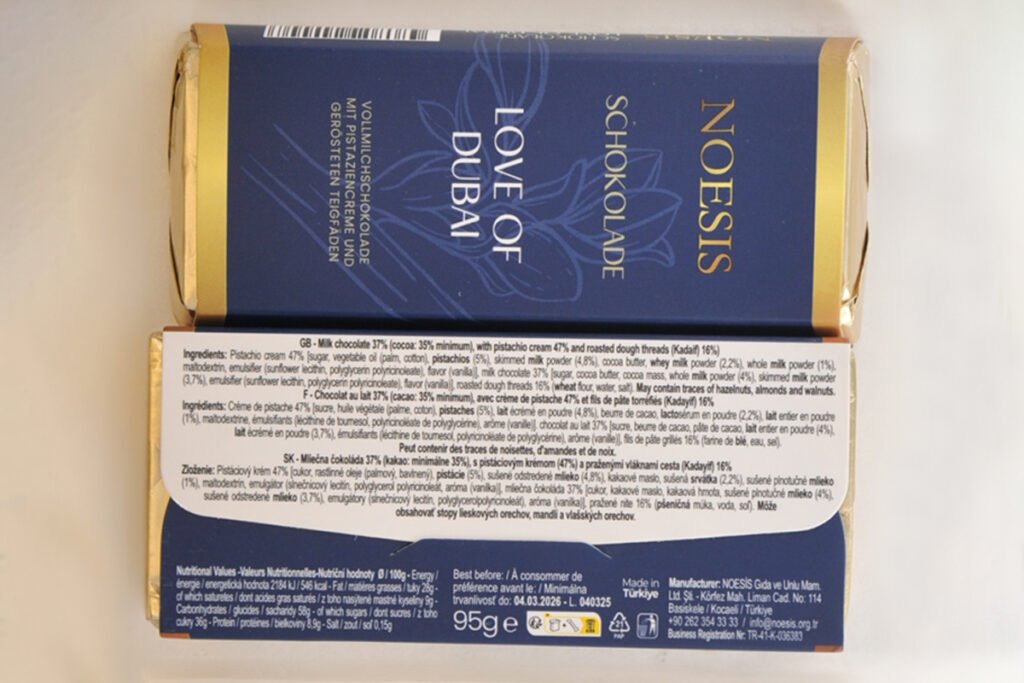 NOESIS
SCHOKOLADE
LOVE OF
DUBAI
VOLLMILCHSCHOKOLADE
MIT PISTAZIENCREME UND
GERÖSTETEN TEIGFÄDEN
GB - Milk chocolate 37% (cocoa: 35% minimum), with pistachio cream 47% and roasted dough threads (Kadaif) 16%)
Ingredients: Pistachio cream 47% [sugar, vegetable oil (palm, cotton), pistachios (5%), skimmed milk powder (4,8%), cocoa butter, whey milk powder (2,2%), whole milk powder (1%),
maltodextrin, emulsifier (sunflower lecithin, polyglycerin polyricinoleate), flavor (vanilla)], milk chocolate 37% [sugar, cocoa butter, cocoa mass, whole milk powder (4%), skimmed milk powder
(3,7%), emulsifier (sunflower lecithin, polyglycerin polyricinoleate), flavor (vanilla)], roasted dough threads 16% (wheat flour, water, salt). May contain traces of hazelnuts, almonds and walnuts.
F - Chocolat au lait 37% (cacao: 35% minimum), avec crème de pistache 47% et fils de pâte torréfiés (Kadayif) 16%
Ingrédients: Crème de pistache 47% [sucre, huile végétale (palme, coton), pistaches (5%), lait écrémé en poudre (4,8%), beurre de cacao, lactosérum en poudre (2,2%), lait entier en poudre
(1%), maltodextrine, émulsifiants (lécithine de tournesol, polyricinoléate de polyglycérine), arôme (vanille)], chocolat au lait 37% [sucre, beurre de cacao, pâte de cacao, lait entier en poudre (4%),
lait écrémé en poudre (3,7%), émulsifiants (lécithine de tournesol, polyricinoléate de polyglycérine), arôme (vanille)], fils de pâte grillés 16% (farine de blé, eau, sel).
Peut contenir des traces de noisettes, d'amandes et de noix.
SK - Mliečna čokoláda 37% (kakao: minimálne 35%), s pistáciovým krémom (47%) a praženými vláknami cesta (Kadayif) 16%
Zloženie: Pistáciový krém 47% [cukor, rastlinné oleje (palmový, bavlnený), pistácie (5%), sušené odstredené mlieko (4,8%), kakaové maslo, sušená srvátka (2,2%), sušené plnotučné mlieko
(1%), maltodextrin, emulgátor (slnečnicový lecitín, polyglycerol polyricinoleát), aróma (vanilka)], mliečna čokoláda 37% [cukor, kakaové maslo, kakaová hmota, sušené plnotučné mlieko (4%),
sušené odstredené mlieko (3,7%), emulgátory (slnečnicový lecitín, polyglycerolpolyricinoleát), aróma (vanilka)], pražené nite 16% (pšeničná múka, voda, soľ). Môže
obsahovať stopy lieskových orechov, mandlí a vlašských orechov.
Nutritional Values -Valeurs Nutritionnelles-Nutričné hodnoty Ø / 100g - Energy /
énergie / energetická hodnota 2184 kJ / 546 kcal - Fat / matières grasses / tuky 28g -
of which saturates / dont acides gras saturés / z toho nasýtené mastné kyseliny 9g -
Carbonhydrates / glucides / sacharidy 58g - of which sugars / dont sucres / z toho
cukry 36g - Protein / protéines / bielkoviny 8,9g - Salt / zout / soľ 0,15g
Best before: / À consommer de
préférence avant le: / Minimálna
trvanlivosť do: 04.03.2026 - L. 040325
95g e
21
PAP
Made in
Türkiye
Manufacturer: NOESİS Gıda ve Unlu Mam.
Ltd. Şti. - Körfez Mah. Liman Cad. No: 114
Basiskele / Kocaeli / Türkiye
+90 262 354 33 33 / info@noesis.org.tr
Business Registration Nr: TR-41-K-036383